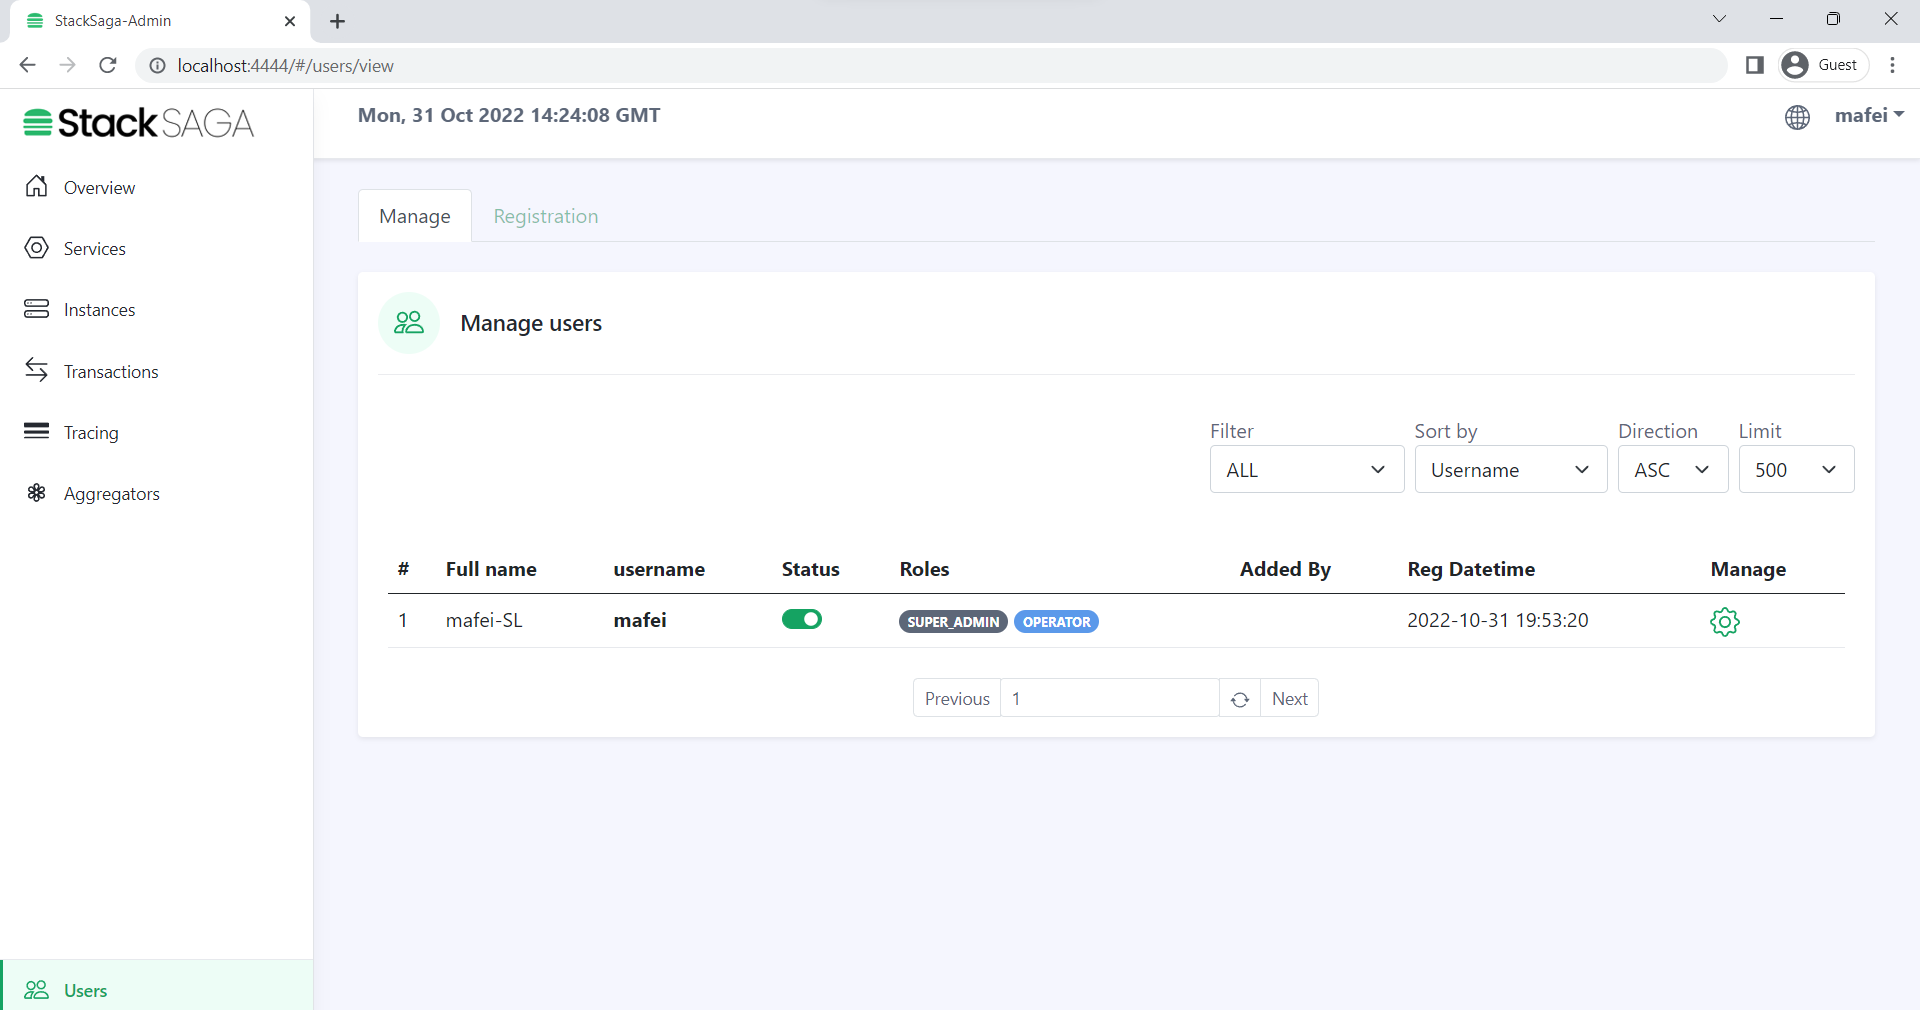 StackSaga-Admin
localhost:4444/#/users/view
Guest
StackSAGA
Mon, 31 Oct 2022 14:24:08 GMT
mafei
Overview
Services
Instances
Transactions
Tracing
Aggregators
Users
Manage Registration
Manage users
Filter Sort by Direction Limit
ALL Username ASC 500
# Full name username Status Roles Added By Reg Datetime Manage
1 mafei-SL mafei SUPER_ADMIN OPERATOR 2022-10-31 19:53:20
Previous 1 Next